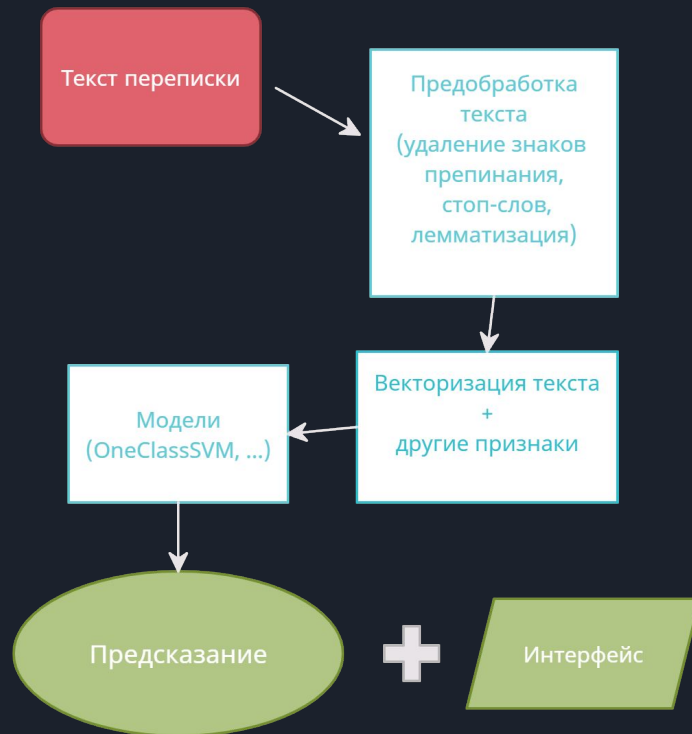 Текст переписки
Предобработка
текста
(удаление знаков
препинания,
стоп-слов,
лемматизация)
Векторизация текста
+
другие признаки
Модели
(OneClassSVM, ...)
Предсказание
Интерфейс